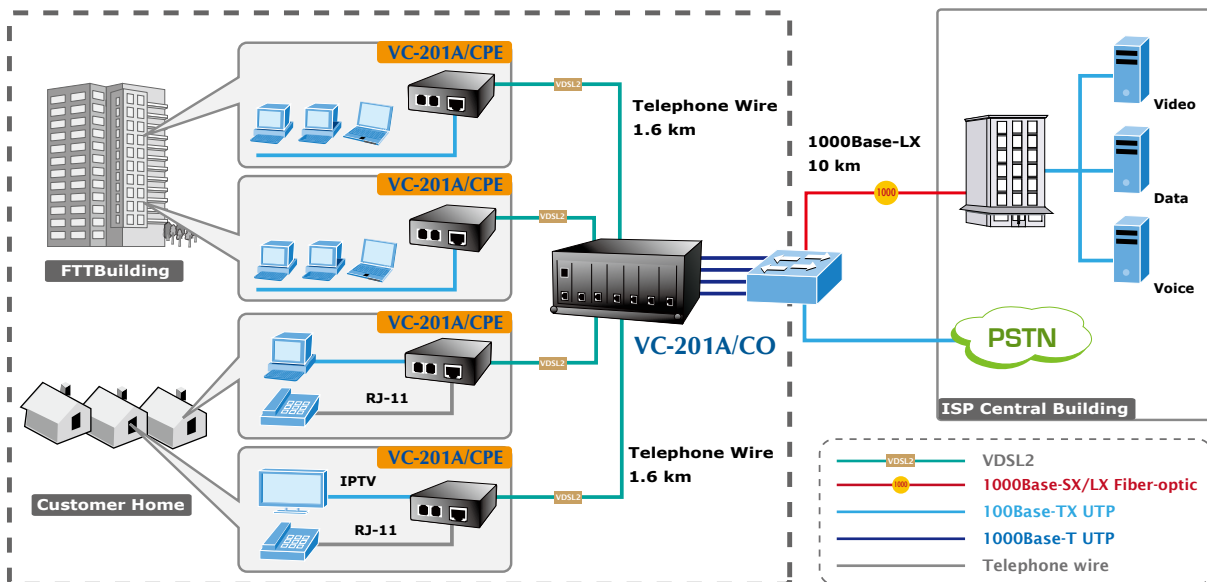 VC-201A/CPE
VDSL2
Telephone Wire
1.6 km
FTTBuilding
VC-201A/CPE
VDSL2
VC-201A/CO
1000Base-LX
10 km
1000
Video
Data
Voice
PSTN
ISP Central Building
VC-201A/CPE
VDSL2
RJ-11
Customer Home
VC-201A/CPE
IPTV
VDSL2
RJ-11
Telephone Wire
1.6 km
VDSL2
VDSL2
1000
1000Base-SX/LX Fiber-optic
100Base-TX UTP
1000Base-T UTP
Telephone wire